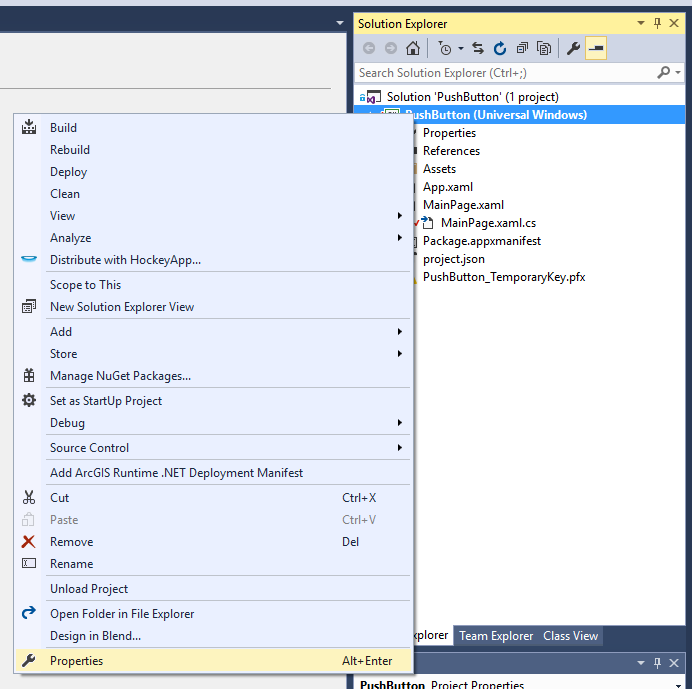 Solution Explorer
Search Solution Explorer (Ctrl+;)
Solution 'PushButton' (1 project)
PushButton (Universal Windows)
Properties
References
Assets
App.xaml
MainPage.xaml
MainPage.xaml.cs
Package.appxmanifest
project.json
PushButton_TemporaryKey.pfx
Build
Rebuild
Deploy
Clean
View
Analyze
Distribute with HockeyApp...
Scope to This
New Solution Explorer View
Add
Store
Manage NuGet Packages...
Set as StartUp Project
Debug
Source Control
Add ArcGIS Runtime .NET Deployment Manifest
Cut Ctrl+X
Paste Ctrl+V
Remove Del
Rename
Unload Project
Open Folder in File Explorer
Design in Blend...
Properties Alt+Enter
xplorer Team Explorer Class View
PushButton Project Properties